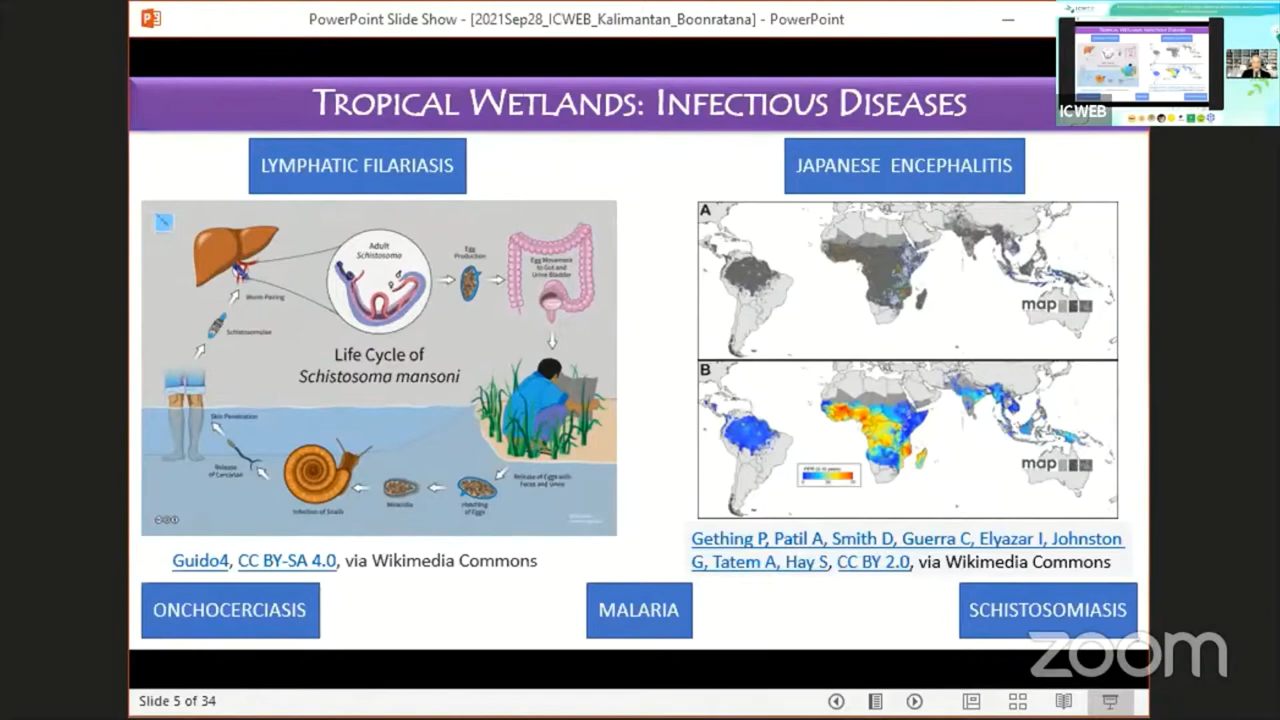 PowerPoint Slide Show - [2021Sep28_ICWEB_Kalimantan_Boonratana] - PowerPoint
ICWEB
TROPICAL WETLANDS: INFECTIOUS DISEASES
LYMPHATIC FILARIASIS
JAPANESE ENCEPHALITIS
Adult
Schistosoma
Egg
Production
Egg Movement
to Gut and
Urine Bladder
Worm Pairing
Schistosomulae
Life Cycle of
Schistosoma mansoni
Skin Penetration
Release
of Cercariae
Infection of Snails
Miracidia
Hatching
of Eggs
Release of Eggs with
Feces and Urine
A
map
B
map
Guido4, CC BY-SA 4.0, via Wikimedia Commons
Gething P, Patil A, Smith D, Guerra C, Elyazar I, Johnston
G, Tatem A, Hay S, CC BY 2.0, via Wikimedia Commons
ONCHOCERCIASIS
MALARIA
SCHISTOSOMIASIS
zoom
Slide 5 of 34